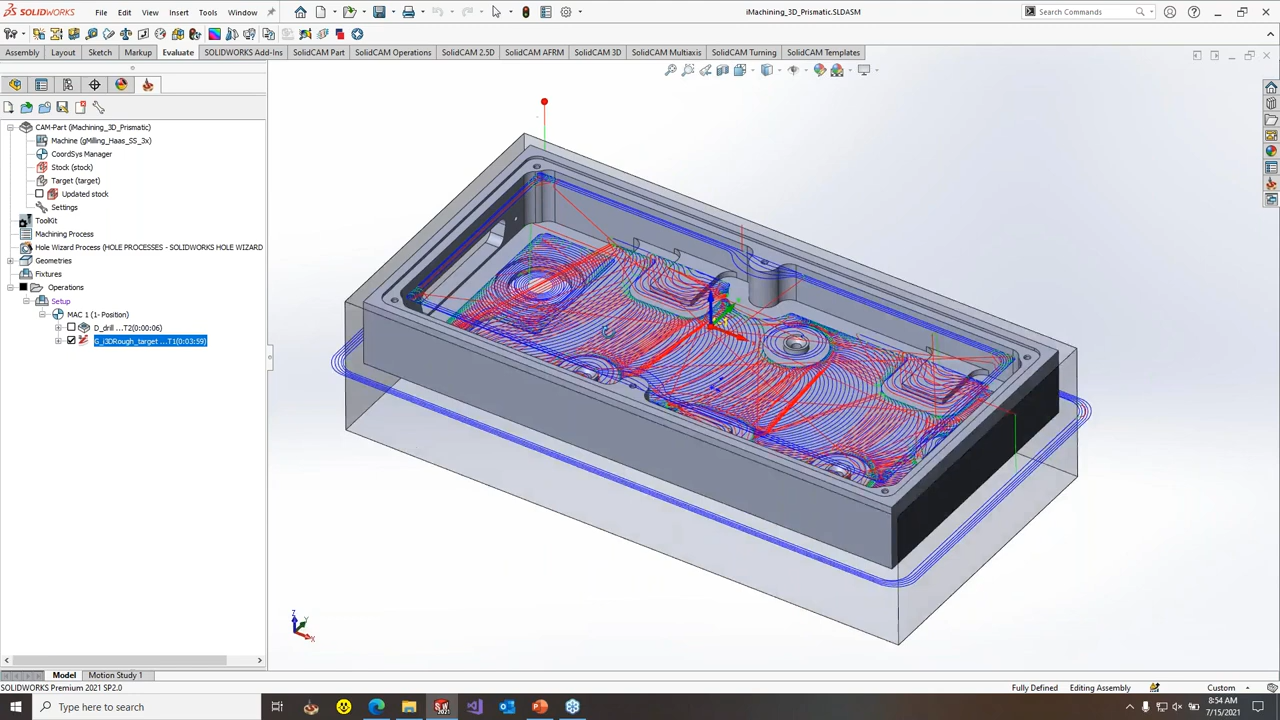 SOLIDWORKS File Edit View Insert Tools Window iMachining_3D_Prismatic.SLDASM Search Commands
Assembly Layout Sketch Markup Evaluate SOLIDWORKS Add-Ins SolidCAM Part SolidCAM Operations SolidCAM 2.5D SolidCAM AFRM SolidCAM 3D SolidCAM Multiaxis SolidCAM Turning SolidCAM Templates
CAM-Part (iMachining_3D_Prismatic)
Machine (gMilling_Haas_SS_3x)
CoordSys Manager
Stock (stock)
Target (target)
Updated stock
Settings
ToolKit
Machining Process
Hole Wizard Process (HOLE PROCESSES - SOLIDWORKS HOLE WIZARD
Geometries
Fixtures
Operations
Setup
MAC 1 (1- Position)
D_drill ...T2(0:00:06)
G_i3DRough_target ...T1(0:03:59)
Z
Y
X
Model Motion Study 1
SOLIDWORKS Premium 2021 SP2.0 Fully Defined Editing Assembly Custom
Type here to search 8:54 AM
7/15/2021